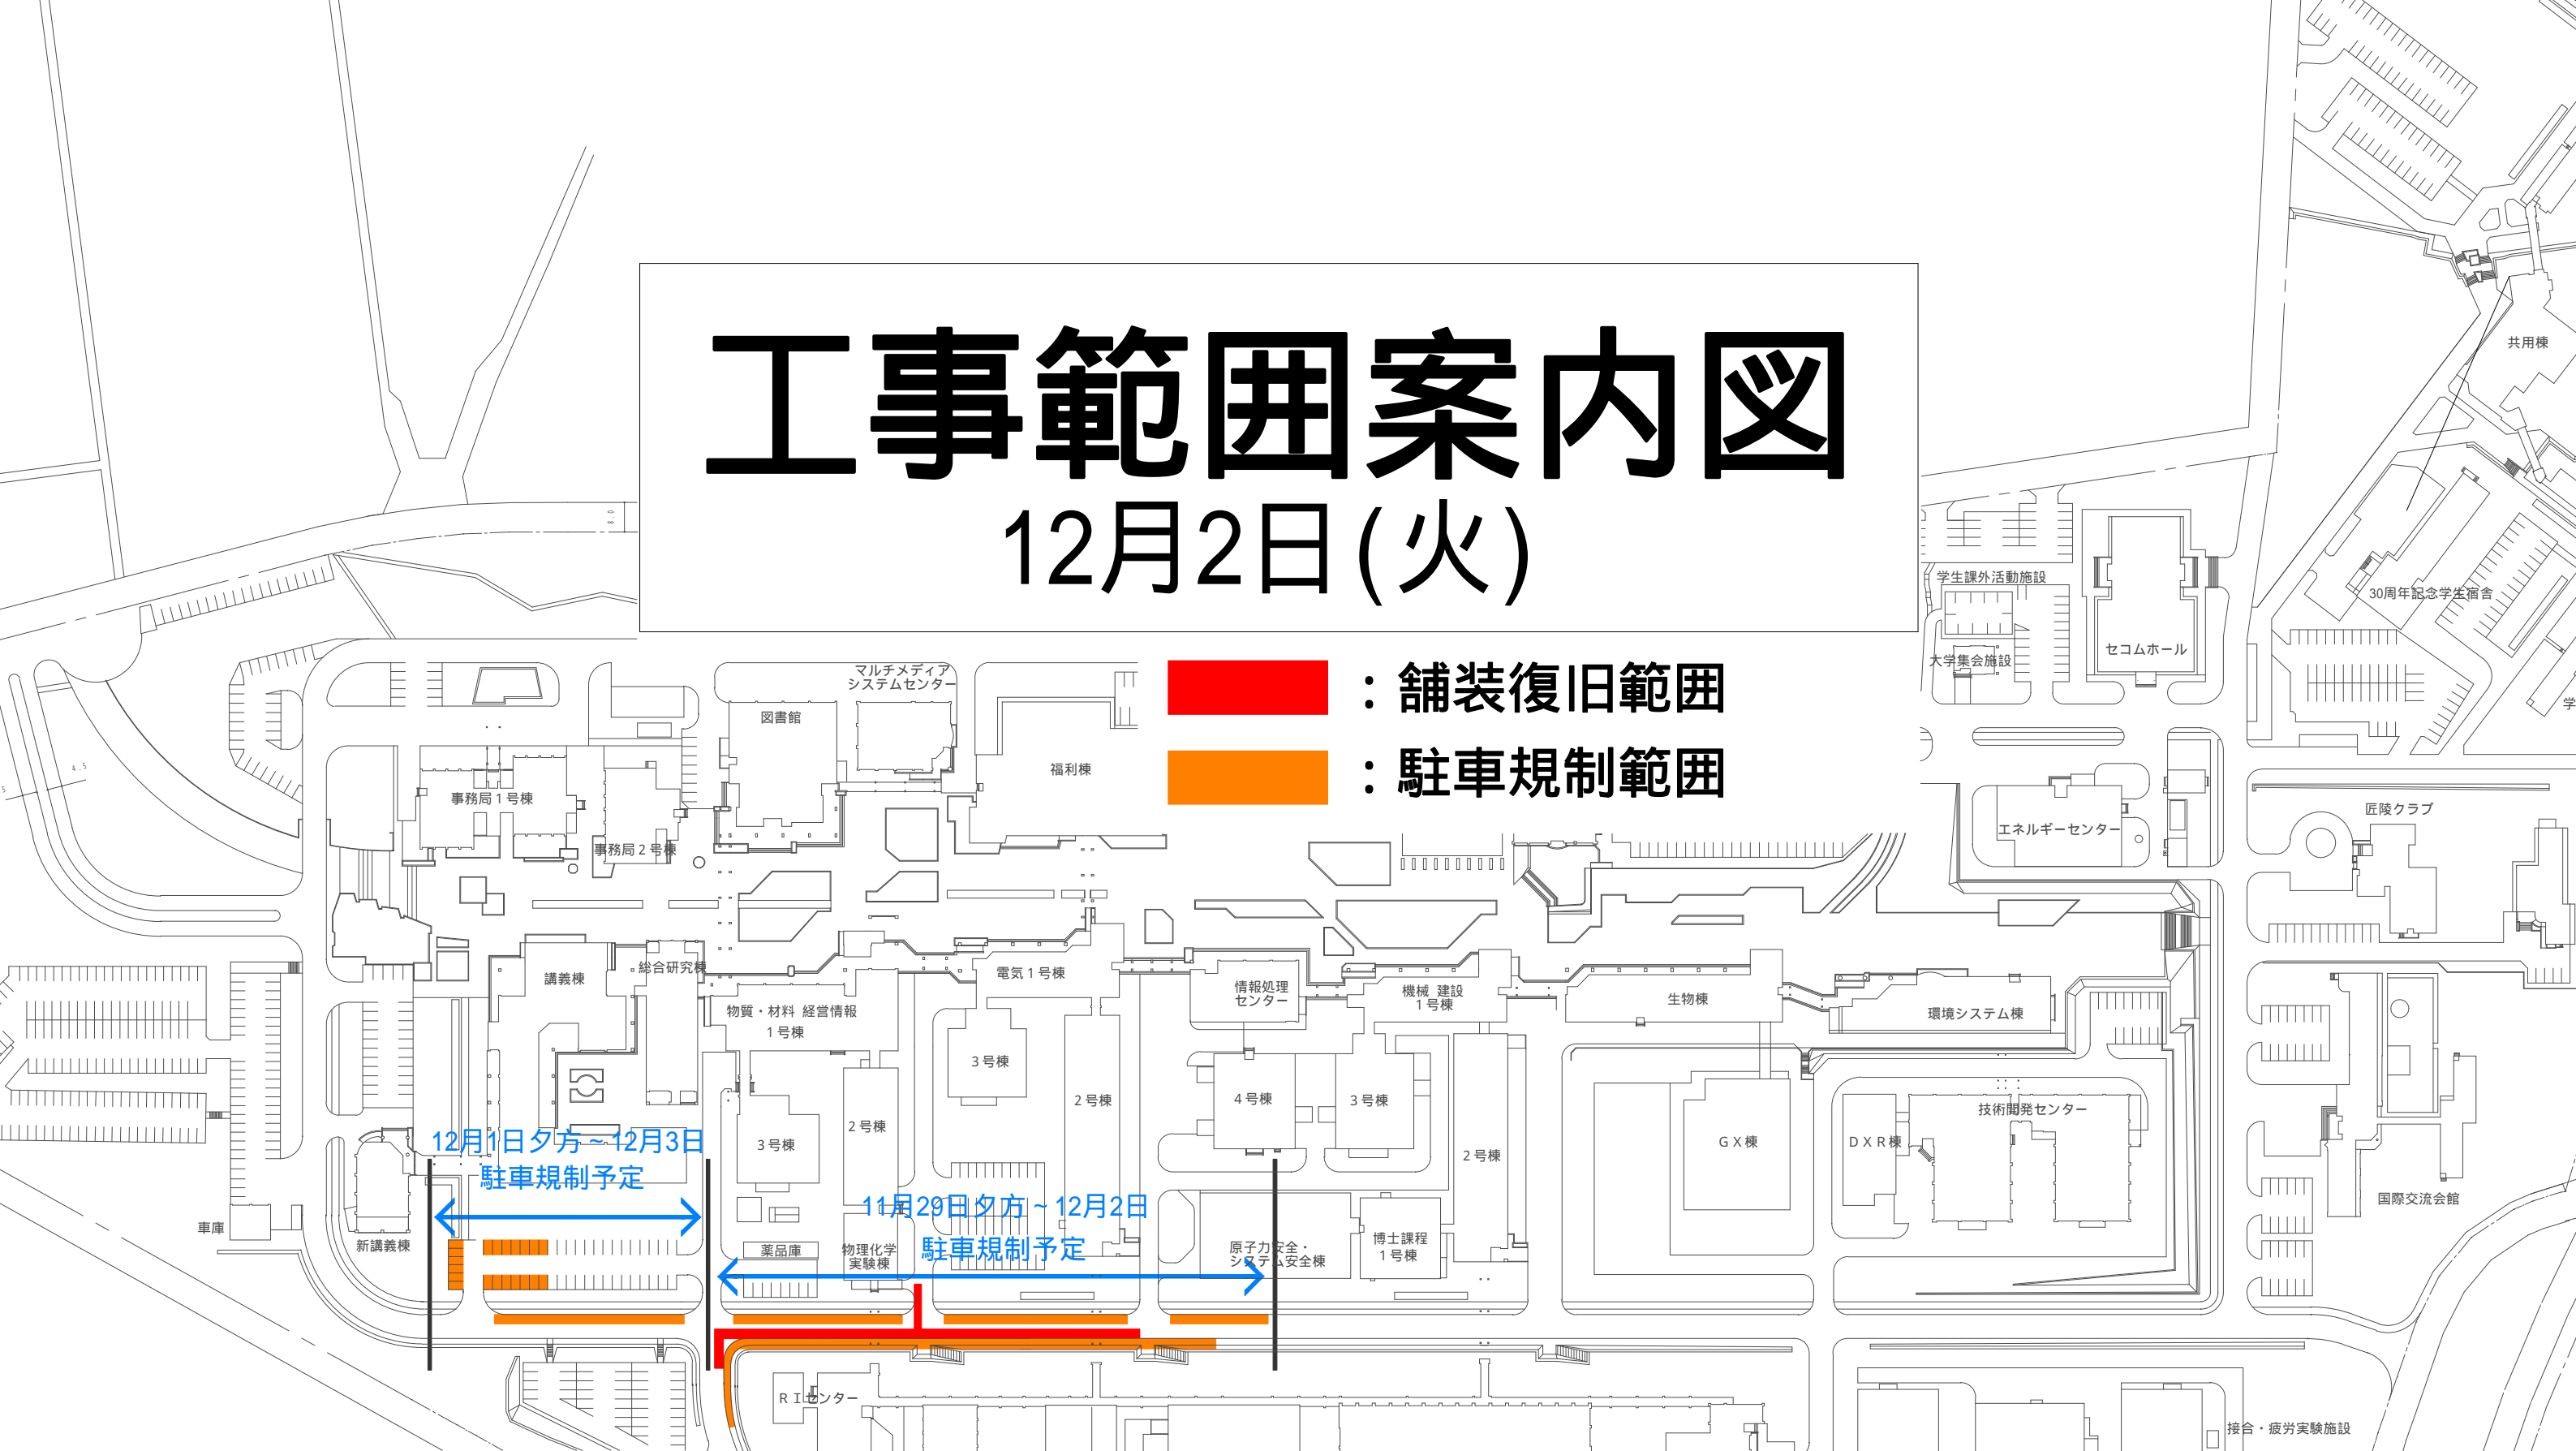 工事範囲案内図
12月2日(火)
：舗装復旧範囲
：駐車規制範囲
共用棟
30周年記念学生宿舎
学
学生課外活動施設
大学集会施設
セコムホール
8.0
4.5
5
マルチメディア
システムセンター
図書館
福利棟
事務局１号棟
事務局２号棟
エネルギーセンター
匠陵クラブ
講義棟
総合研究棟
電気１号棟
物質・材料 経営情報
１号棟
情報処理
センター
機械 建設
１号棟
生物棟
環境システム棟
３号棟
２号棟
４号棟
３号棟
２号棟
３号棟
２号棟
ＧＸ棟
ＤＸＲ棟
技術開発センター
国際交流会館
12月1日夕方～12月3日
駐車規制予定
11月29日夕方～12月2日
駐車規制予定
車庫
新講義棟
薬品庫
物理化学
実験棟
原子力安全・
システム安全棟
博士課程
１号棟
ＲＩセンター
接合・疲労実験施設